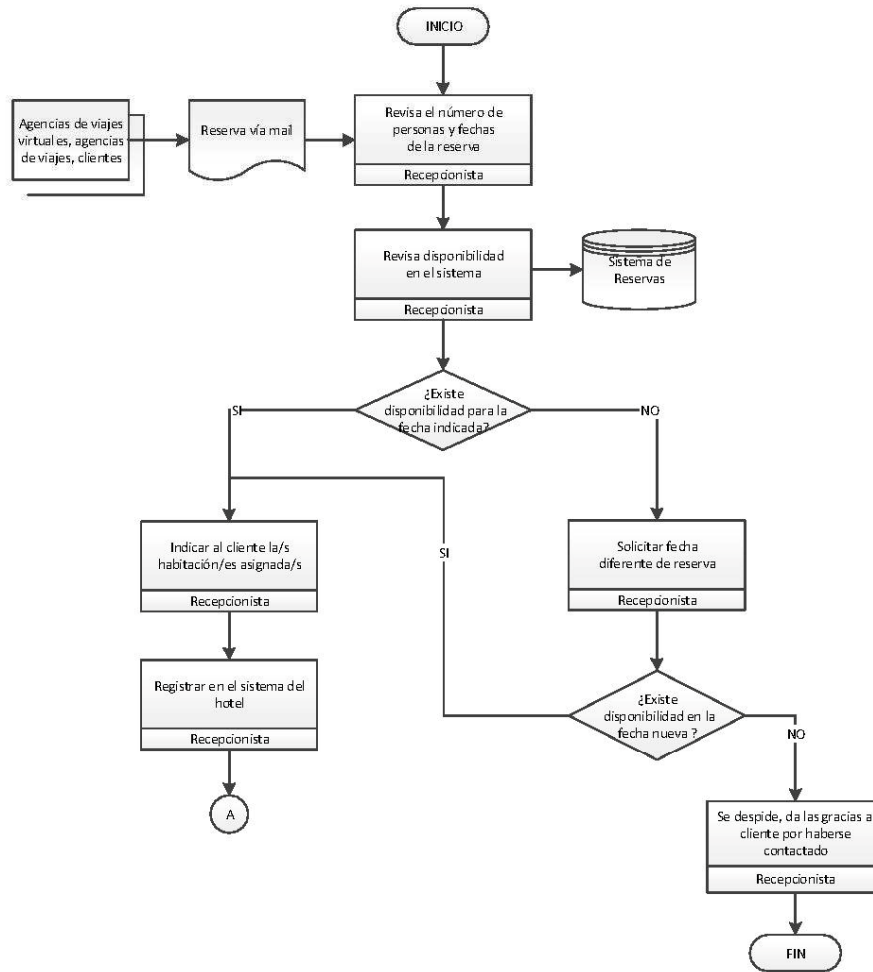 INICIO
Agencias de viajes
virtuales, agencias
de viajes, clientes
Reserva vía mail
Revisa el número de
personas y fechas
de la reserva
Recepcionista
Revisa disponibilidad
en el sistema
Recepcionista
Sistema de
Reservas
¿Existe
disponibilidad para la
fecha indicada?
SI
NO
Indicar al cliente la/s
habitación/es asignada/s
Recepcionista
SI
Solicitar fecha
diferente de reserva
Recepcionista
Registrar en el sistema del
hotel
Recepcionista
¿Existe
disponibilidad en la
fecha nueva ?
NO
A
Se despide, da las gracias a
cliente por haberse
contactado
Recepcionista
FIN